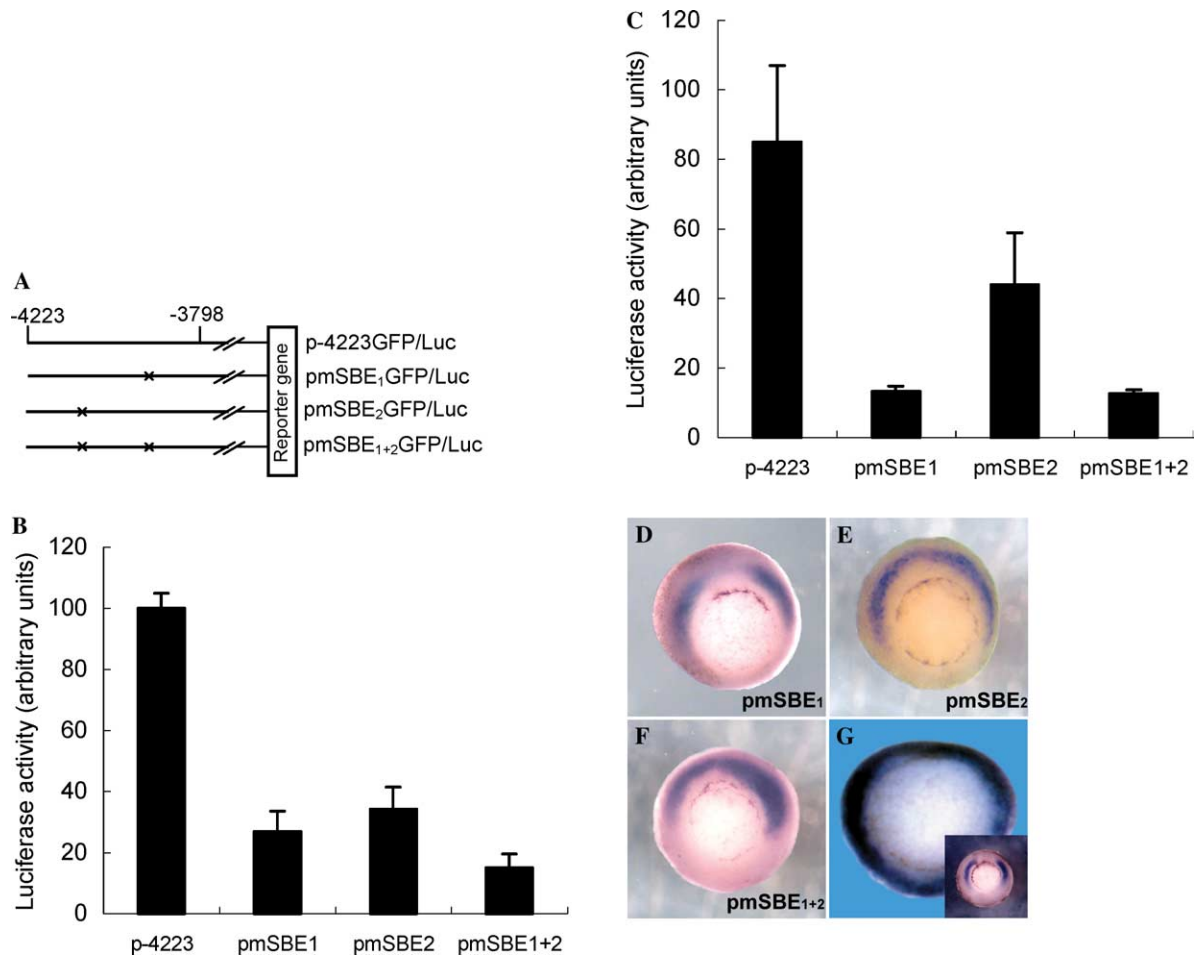 A
-4223
-3798
p-4223GFP/Luc
pmSBE₁GFP/Luc
pmSBE₂GFP/Luc
pmSBE₁₊₂GFP/Luc
Reporter gene
B
Luciferase activity (arbitrary units)
120
100
80
60
40
20
0
p-4223 pmSBE1 pmSBE2 pmSBE1+2
C
Luciferase activity (arbitrary units)
120
100
80
60
40
20
0
p-4223 pmSBE1 pmSBE2 pmSBE1+2
D
pmSBE₁
E
pmSBE₂
F
pmSBE₁₊₂
G